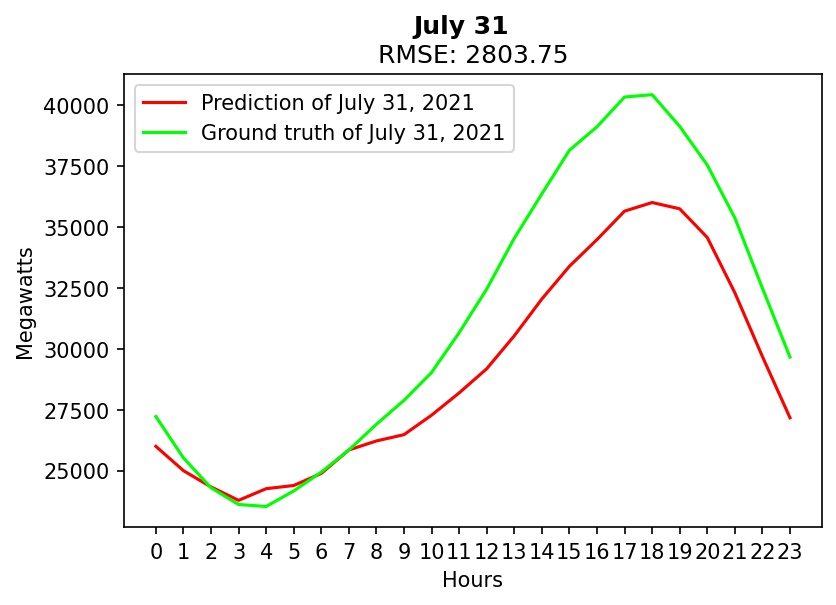 July 31
RMSE: 2803.75
Prediction of July 31, 2021
Ground truth of July 31, 2021
40000
37500
35000
32500
30000
27500
25000
Megawatts
0 1 2 3 4 5 6 7 8 9 10 11 12 13 14 15 16 17 18 19 20 21 22 23
Hours